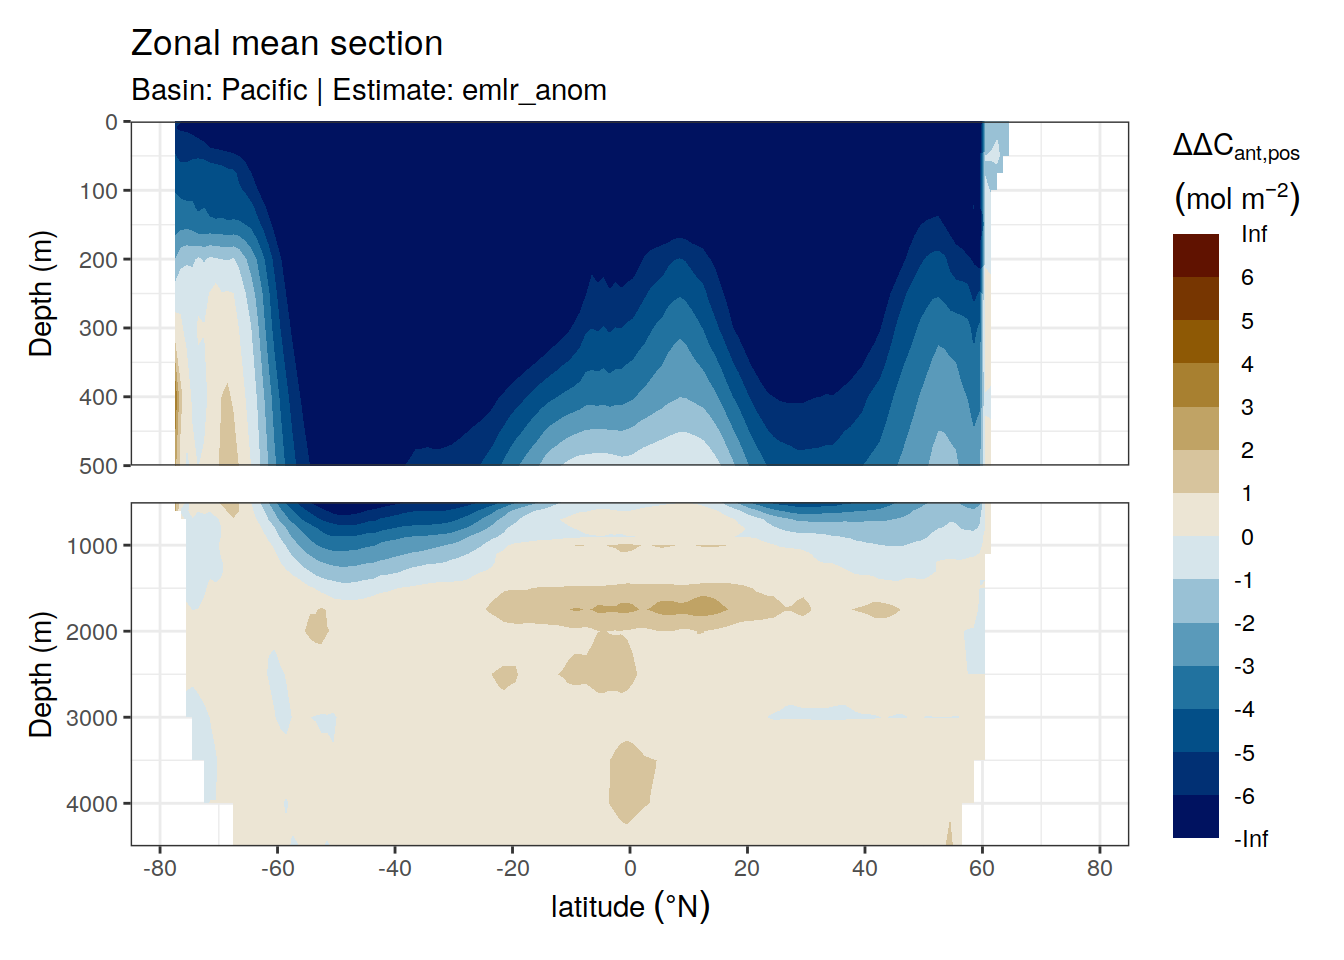 Zonal mean section
Basin: Pacific | Estimate: emlr_anom
Depth (m)
0
100
200
300
400
500
Depth (m)
1000
2000
3000
4000
-80 -60 -40 -20 0 20 40 60 80
latitude (°N)
ΔΔCant,pos
(mol m−2)
Inf
6
5
4
3
2
1
0
-1
-2
-3
-4
-5
-6
-Inf